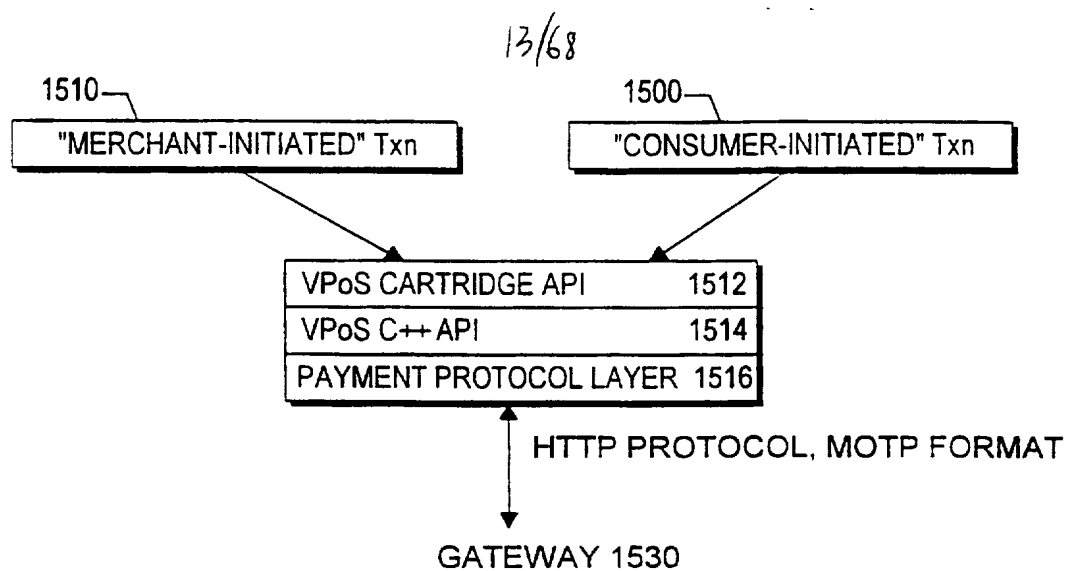 13/68
1510
1500
"MERCHANT-INITIATED" Txn
"CONSUMER-INITIATED" Txn
VPoS CARTRIDGE API 1512
VPoS C++ API 1514
PAYMENT PROTOCOL LAYER 1516
HTTP PROTOCOL, MOTP FORMAT
GATEWAY 1530